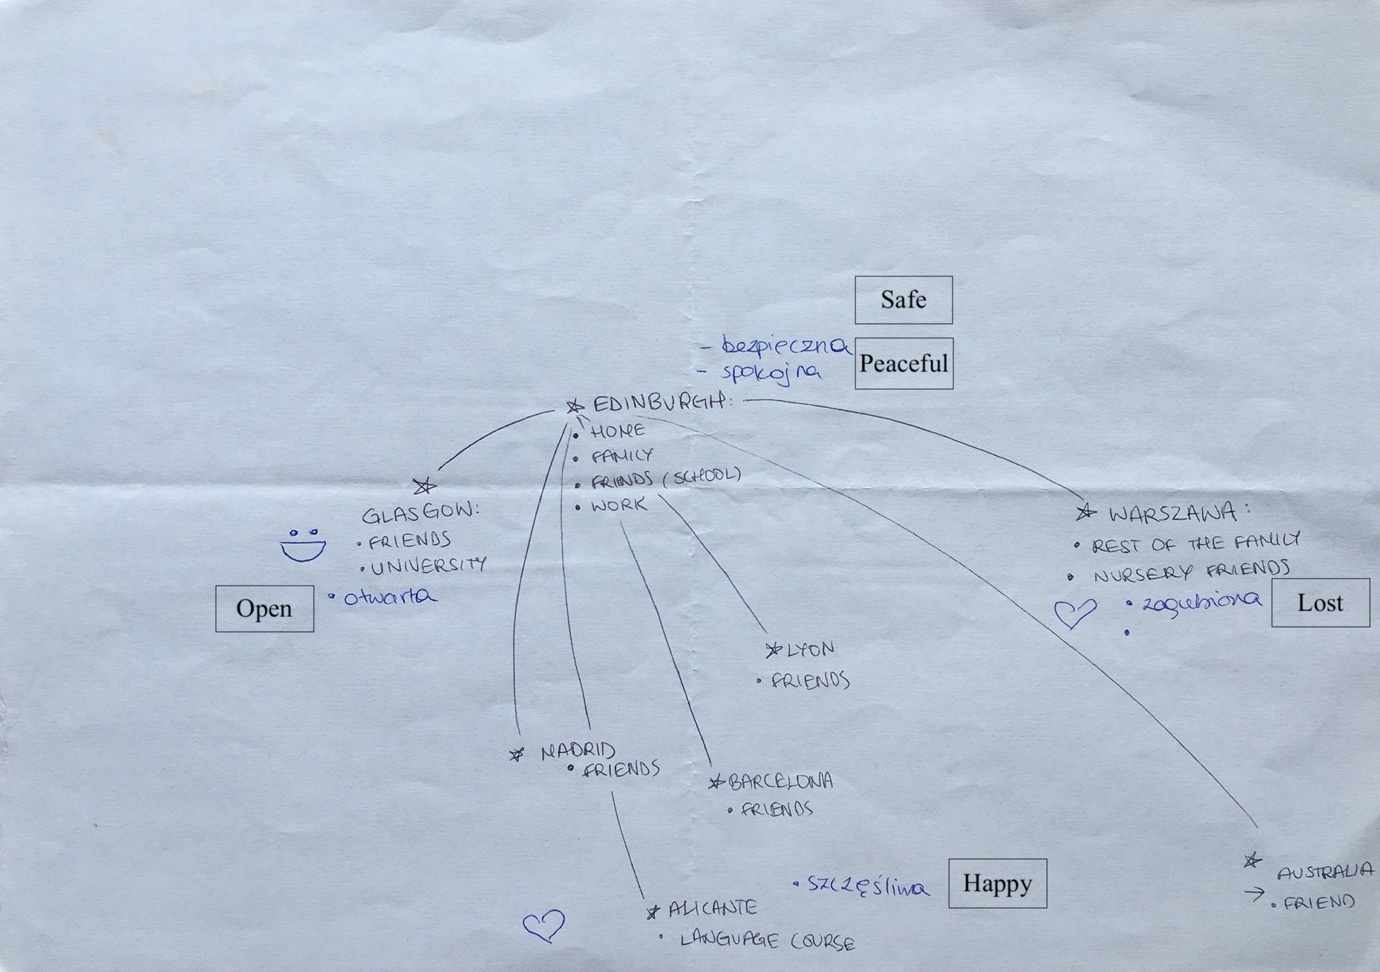 Safe
- bezpieczna
Peaceful
- spokojna
EDINBURGH:
• HOME
• FAMILY
• FRIENDS (SCHOOL)
• WORK
GLASGOW:
• FRIENDS
• UNIVERSITY
• otwarta
Open
WARSZAWA:
• REST OF THE FAMILY
• NURSERY FRIENDS
• zagubiona
Lost
LYON
• FRIENDS
MADRID
• FRIENDS
BARCELONA
• FRIENDS
AUSTRALIA
→ • FRIEND
• szczęśliwa
Happy
ALICANTE
• LANGUAGE COURSE